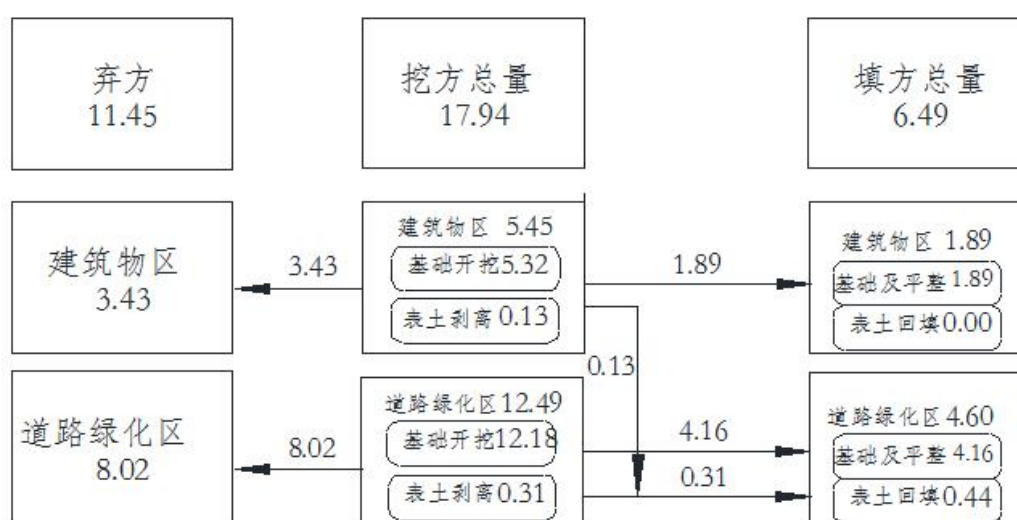 弃方
11.45
挖方总量
17.94
填方总量
6.49
建筑物区
3.43
3.43
建筑物区 5.45
基础开挖5.32
表土剥离0.13
1.89
建筑物区 1.89
基础及平整1.89
表土回填0.00
0.13
道路绿化区
8.02
8.02
道路绿化区12.49
基础开挖12.18
表土剥离0.31
4.16
0.31
道路绿化区4.60
基础及平整4.16
表土回填0.44